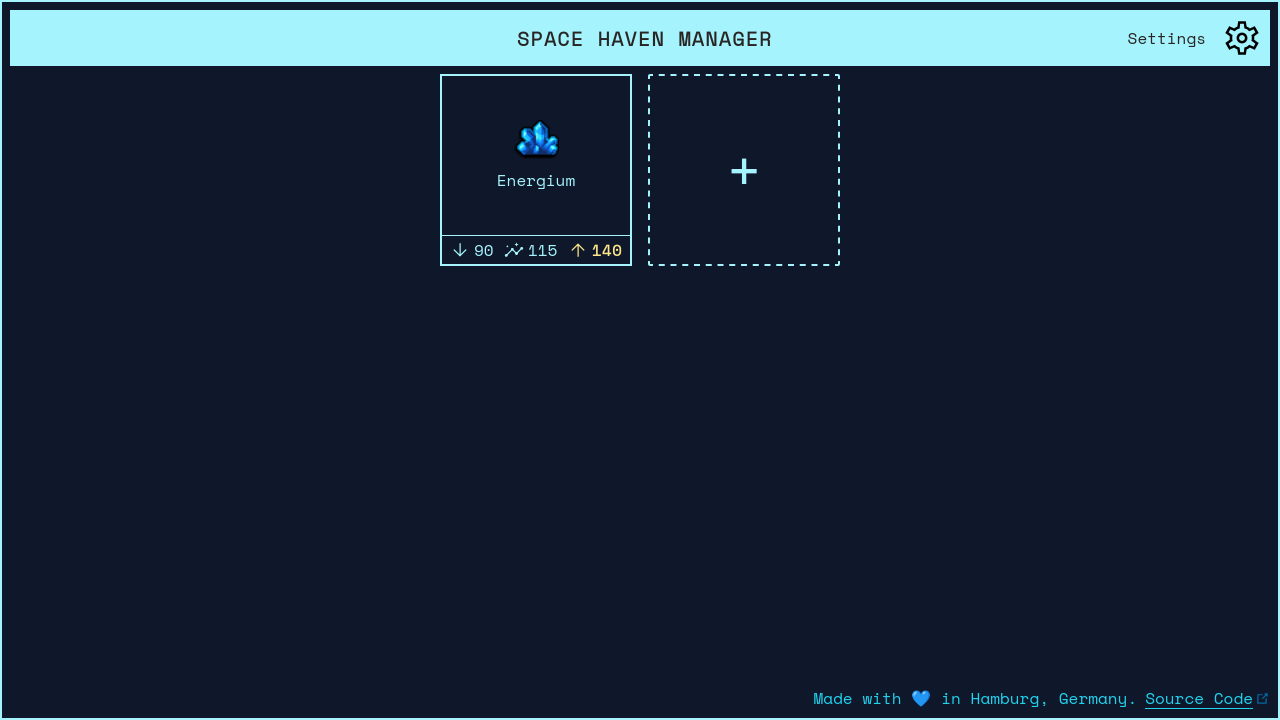 SPACE HAVEN MANAGER
Settings
Energium
90 115 140
Made with 💙 in Hamburg, Germany. Source Code